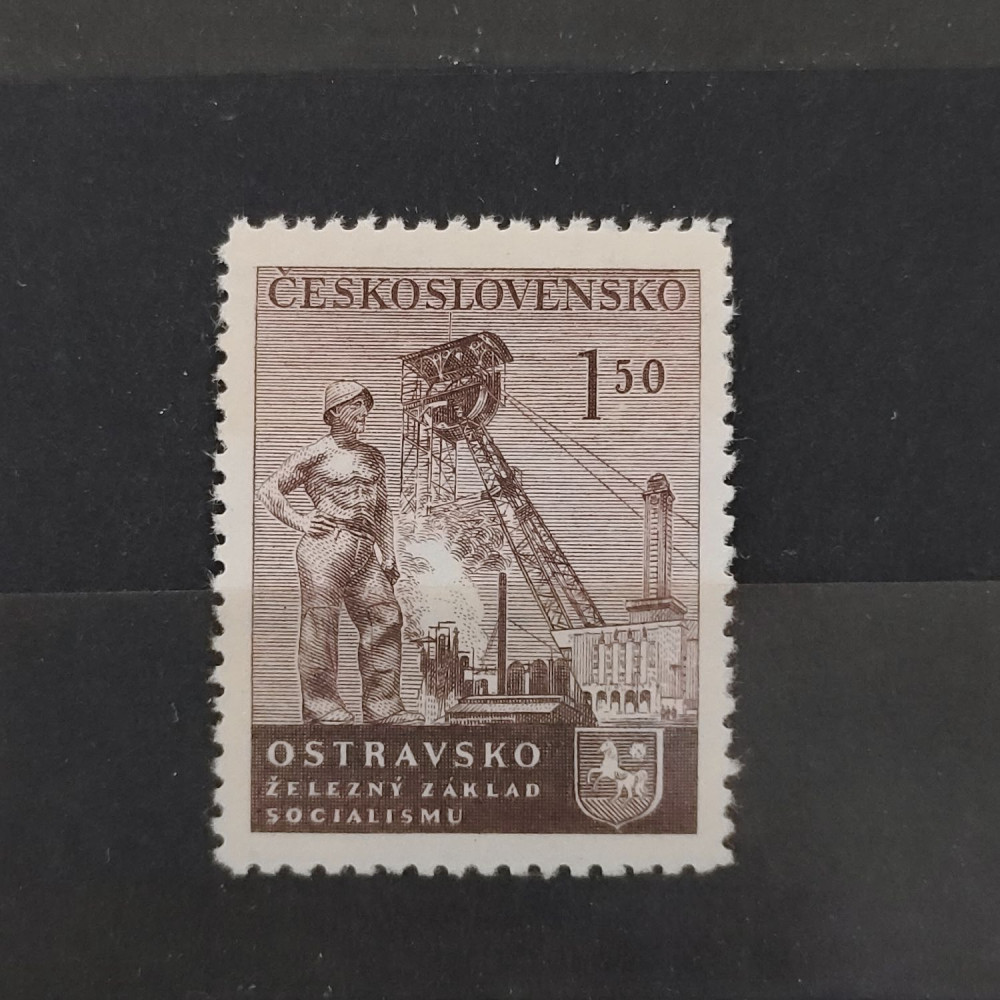 ČESKOSLOVENSKO
1 50
OSTRAVSKO
ŽELEZNÝ ZÁKLAD
SOCIALISMU